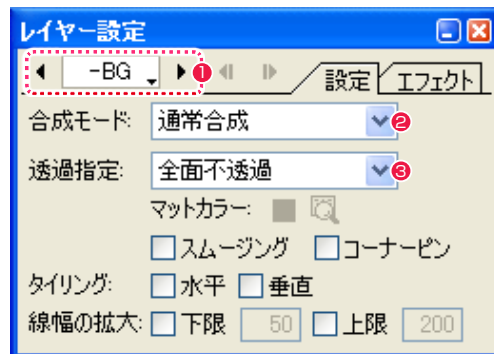 レイヤー設定
-BG ❶ 設定 エフェクト
合成モード: 通常合成 ❷
透過指定: 全面不透過 ❸
マットカラー:
スムージング コーナーピン
タイリング: 水平 垂直
線幅の拡大: 下限 50 上限 200